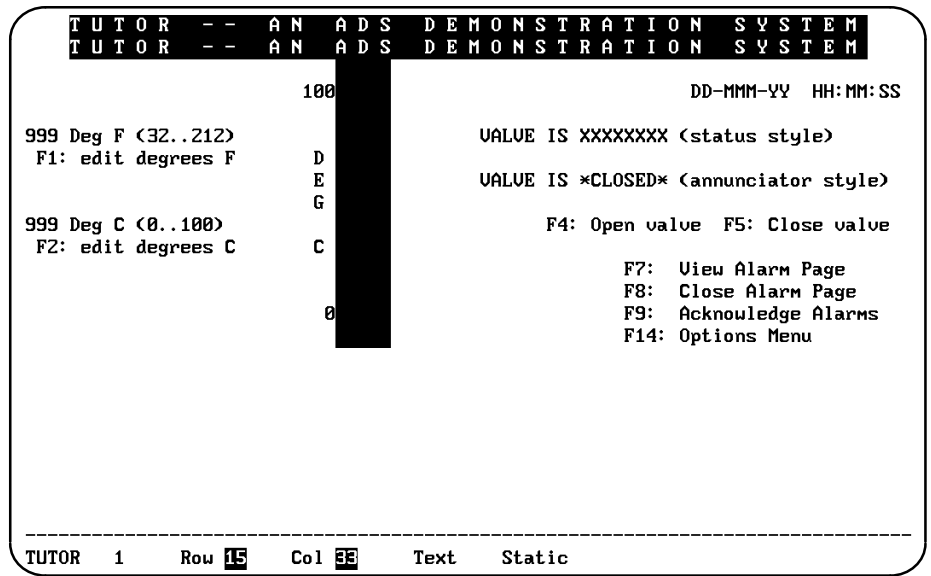 TUTOR -- AN ADS DEMONSTRATION SYSTEM
TUTOR -- AN ADS DEMONSTRATION SYSTEM
100 DD-MMM-YY HH:MM:SS
999 Deg F (32..212) VALUE IS XXXXXXXX (status style)
F1: edit degrees F D
E VALUE IS *CLOSED* (annunciator style)
G
999 Deg C (0..100) F4: Open valve F5: Close valve
F2: edit degrees C C
F7: View Alarm Page
F8: Close Alarm Page
0 F9: Acknowledge Alarms
F14: Options Menu
TUTOR 1 Row 15 Col 33 Text Static